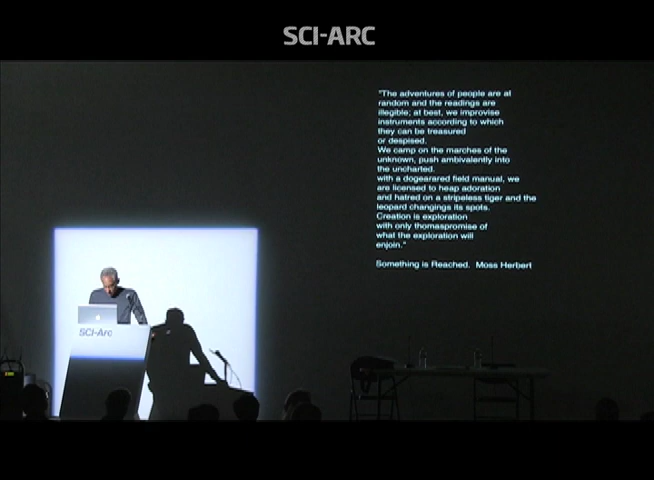 SCI-ARC
"The adventures of people are at
random and the readings are
illegible; at best, we improvise
instruments according to which
they can be treasured
or despised.
We camp on the marches of the
unknown, push ambivalently into
the uncharted.
with a dogearared field manual, we
are licensed to heap adoration
and hatred on a stripeless tiger and the
leopard changings its spots.
Creation is exploration
with only thomaspromise of
what the exploration will
enjoin."
Something is Reached. Moss Herbert
SCI-Arc